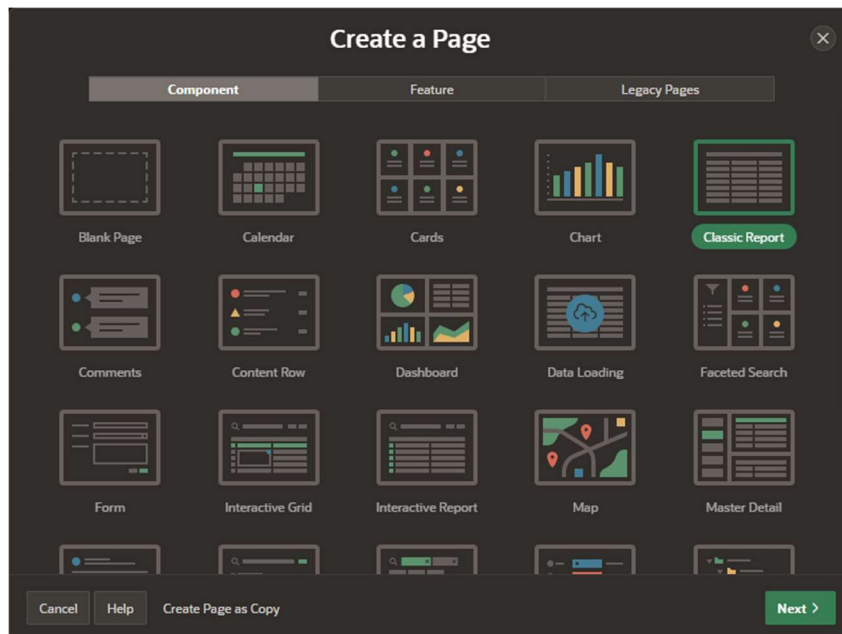 Create a Page
Component
Feature
Legacy Pages
Blank Page
Calendar
Cards
Chart
Classic Report
Comments
Content Row
Dashboard
Data Loading
Faceted Search
Form
Interactive Grid
Interactive Report
Map
Master Detail
Cancel
Help
Create Page as Copy
Next >